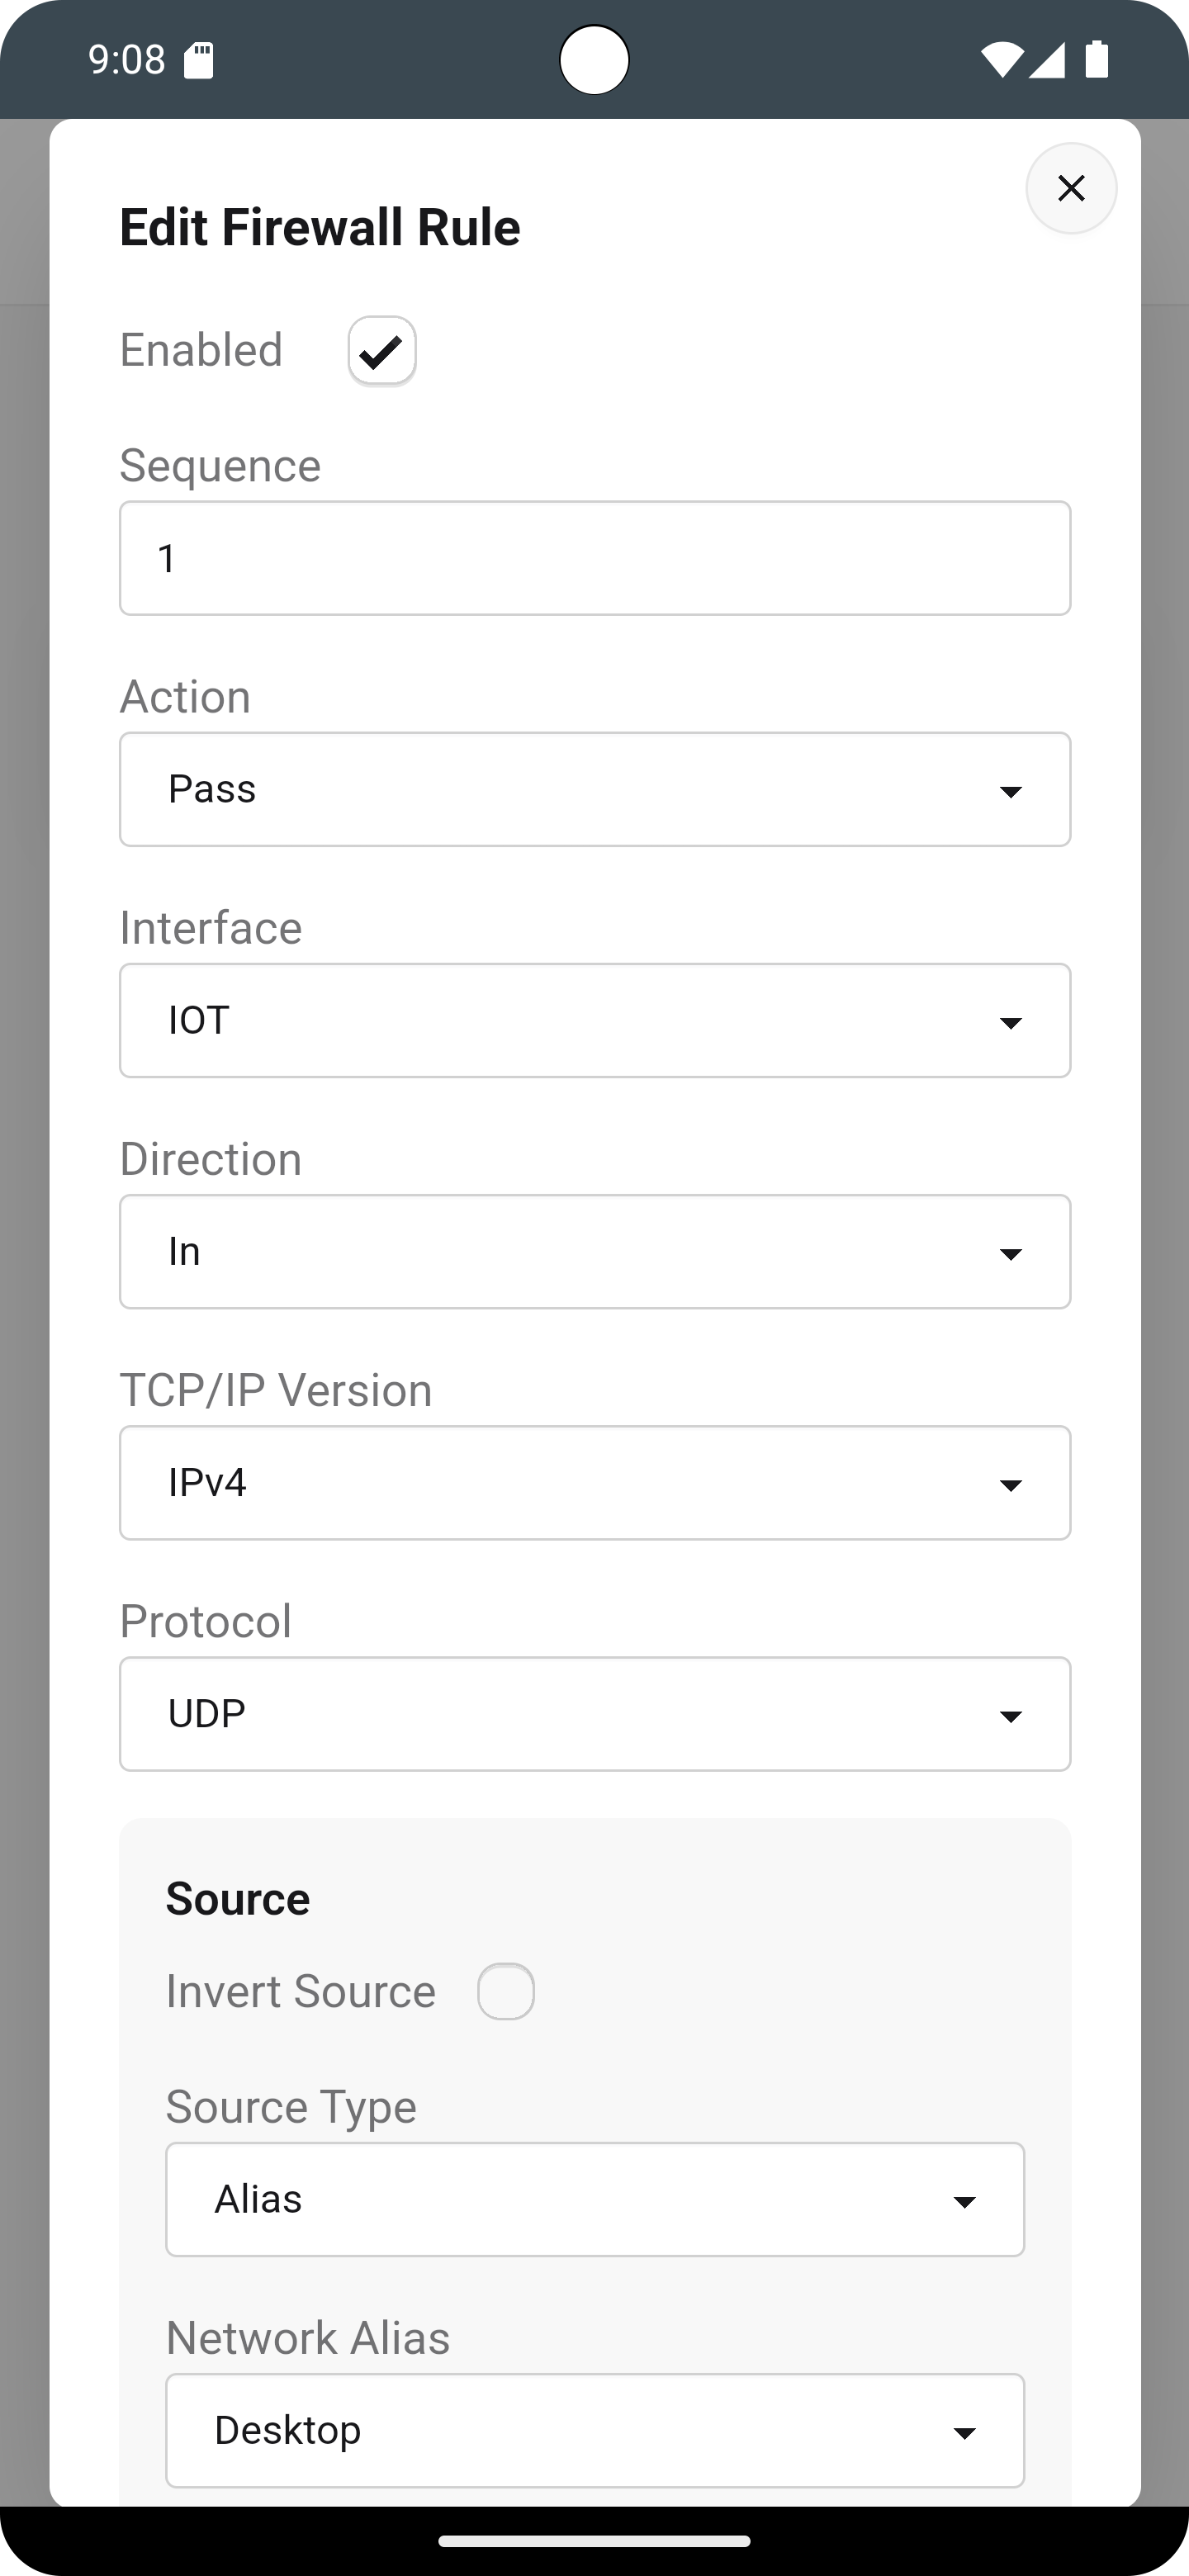 9:08
Edit Firewall Rule
Enabled
Sequence
1
Action
Pass
Interface
IOT
Direction
In
TCP/IP Version
IPv4
Protocol
UDP
Source
Invert Source
Source Type
Alias
Network Alias
Desktop